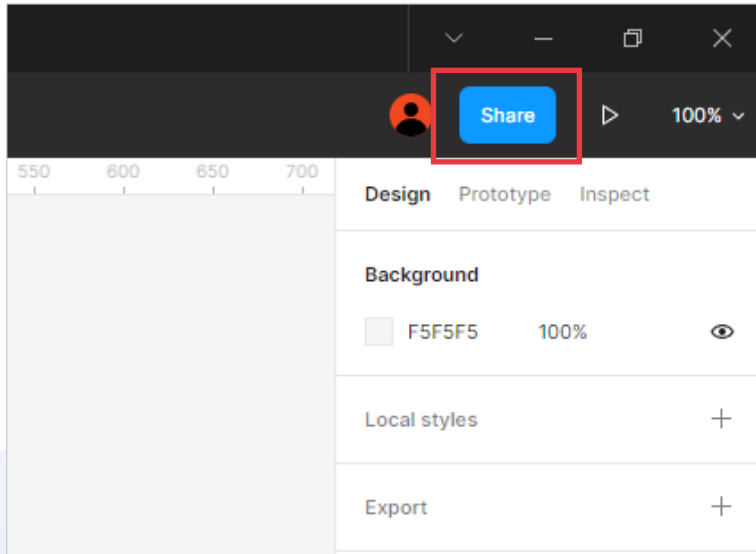 Share
100%
550 600 650 700
Design Prototype Inspect
Background
F5F5F5 100%
Local styles
Export